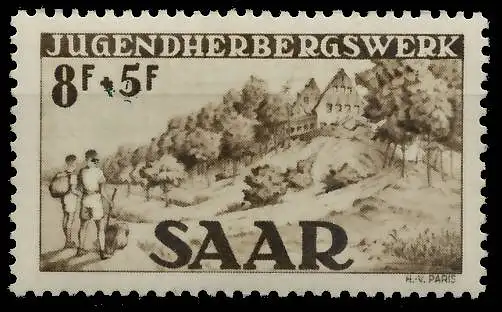 JUGENDHERBERGSWERK
8F+5F
SAAR
H.-V. PARIS